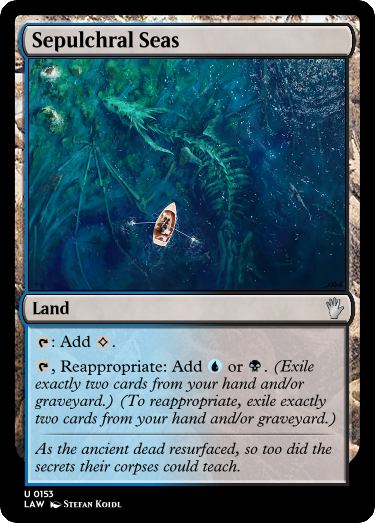 Sepulchral Seas
Land
: Add .
, Reappropriate: Add or . (Exile
exactly two cards from your hand and/or
graveyard.) (To reappropriate, exile exactly
two cards from your hand and/or graveyard.)
As the ancient dead resurfaced, so too did the
secrets their corpses could teach.
U 0153
LAW STEFAN KOIDL